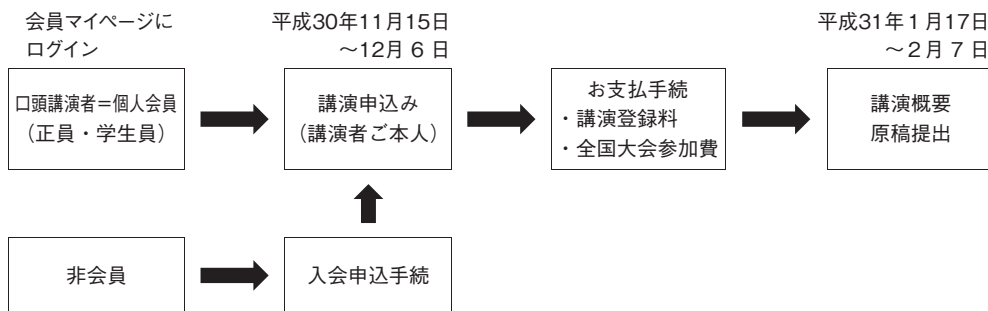 会員マイページに
ログイン
平成30年11月15日
～12月 6 日
平成31年 1 月17日
～ 2 月 7 日
口頭講演者＝個人会員
（正員・学生員）
講演申込み
（講演者ご本人）
お支払手続
・講演登録料
・全国大会参加費
講演概要
原稿提出
非会員
入会申込手続